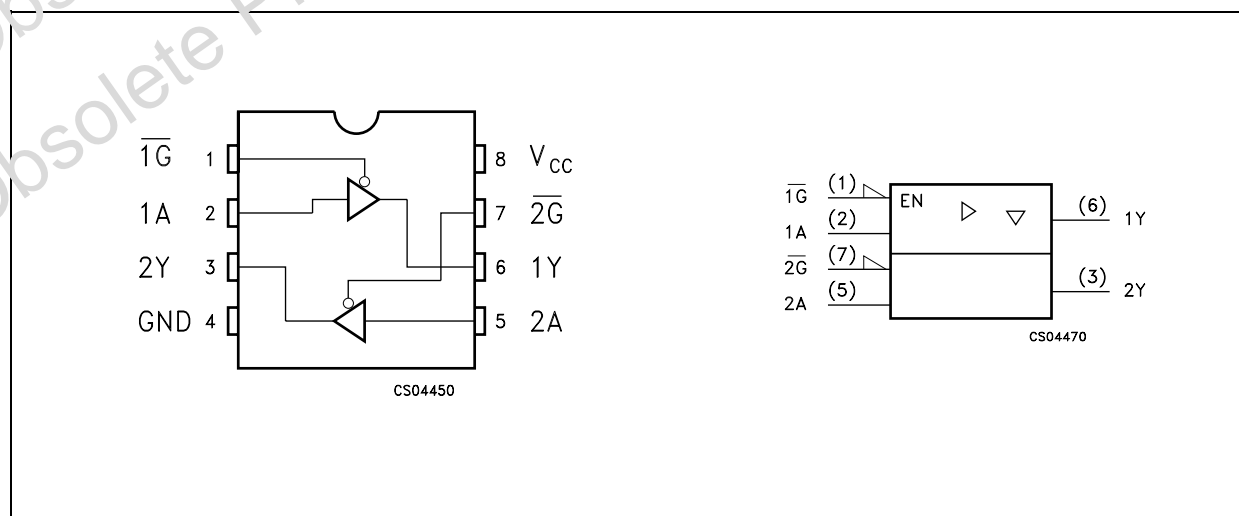 Obsolete P
1G 1 8 VCC
1A 2 7 2G
2Y 3 6 1Y
GND 4 5 2A
CS04450
1G (1) EN
1A (2) (6) 1Y
2G (7)
2A (5) (3) 2Y
CS04470